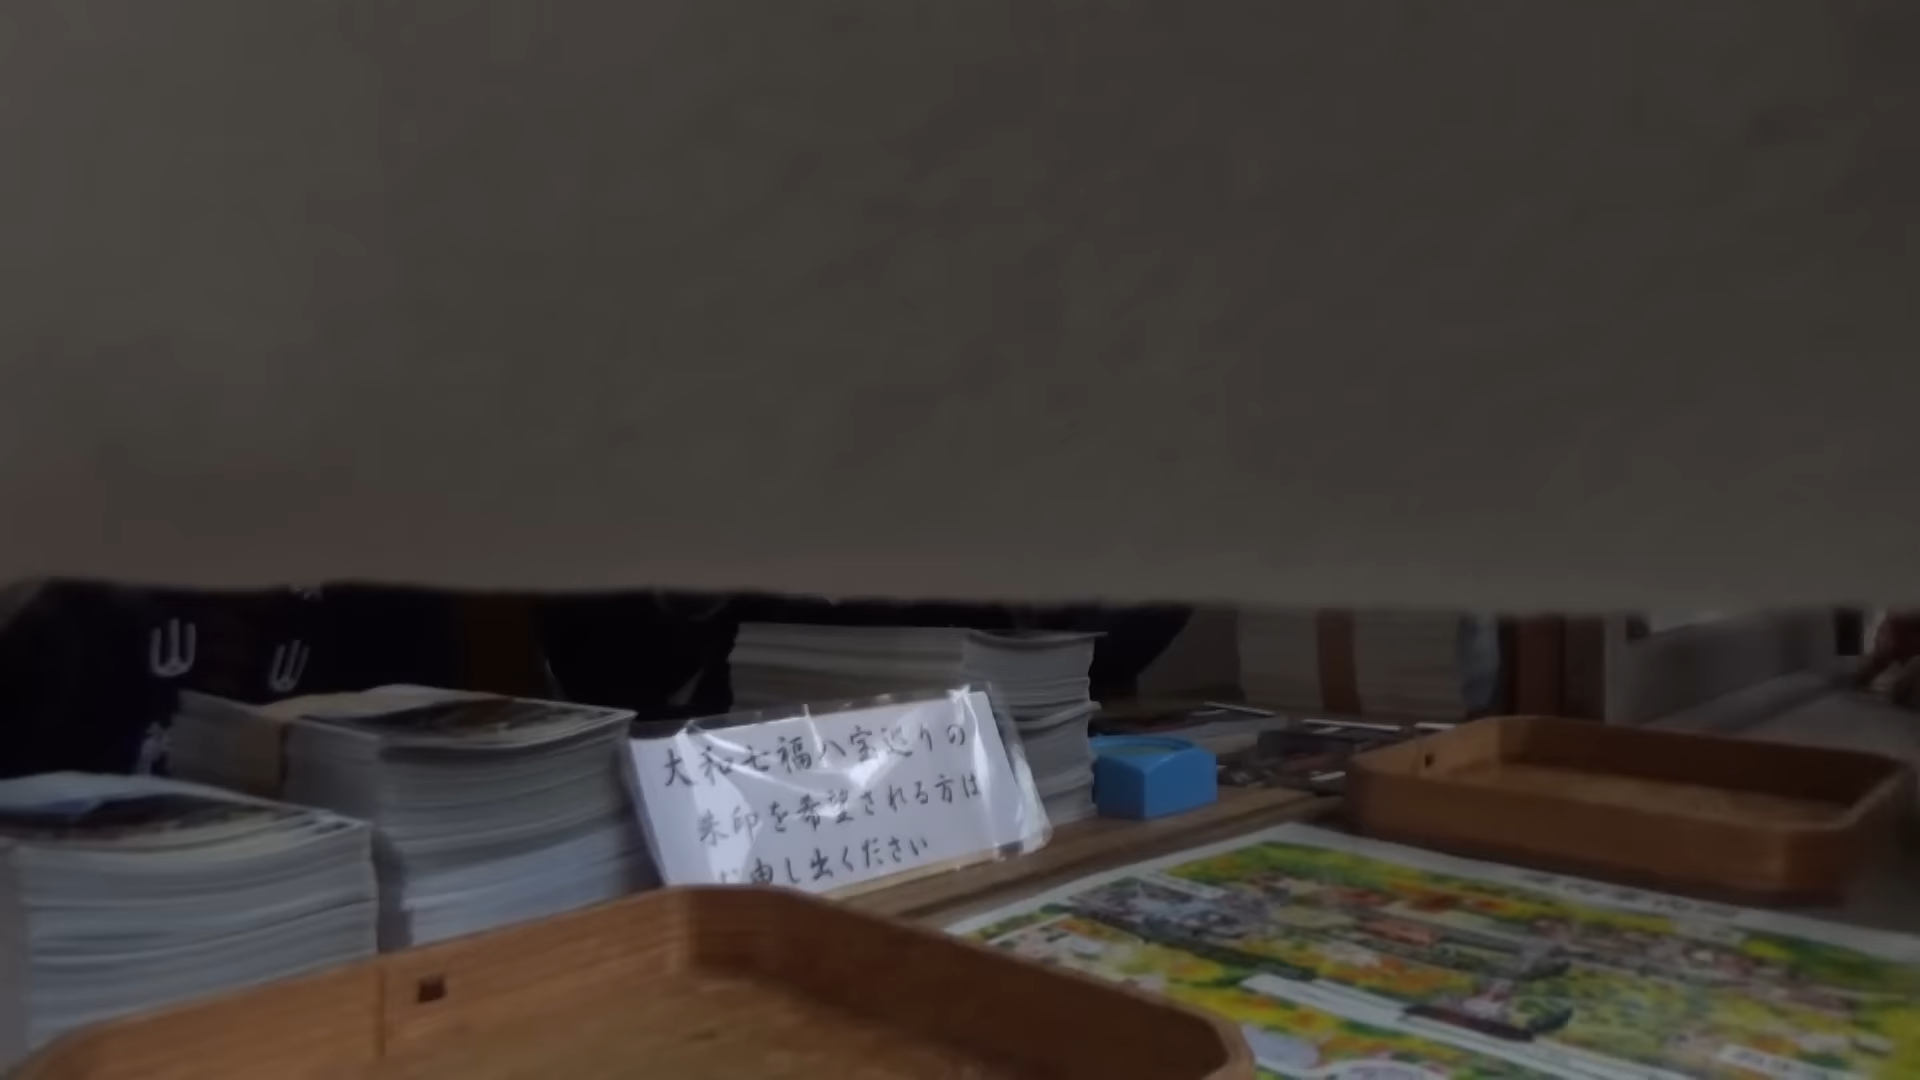 大和七福八宝巡りの
朱印を希望される方は
お申し出ください